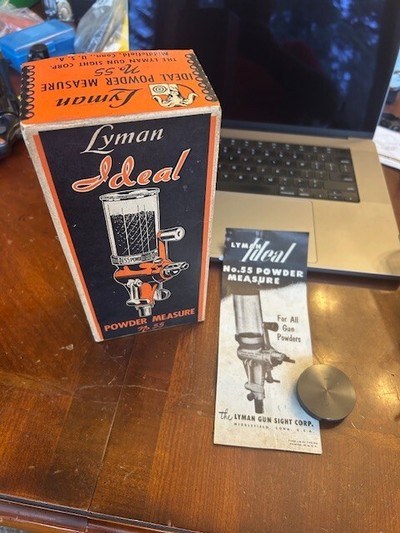 Lyman
IDEAL POWDER MEASURE
No. 55
THE LYMAN GUN SIGHT CORP.
Middlefield, Conn., U.S.A.
Lyman
Ideal
POWDER MEASURE
No. 55
LYMAN
Ideal
No. 55 POWDER
MEASURE
For All
Gun
Powders
the LYMAN GUN SIGHT CORP.
MIDDLEFIELD, CONN., U.S.A.